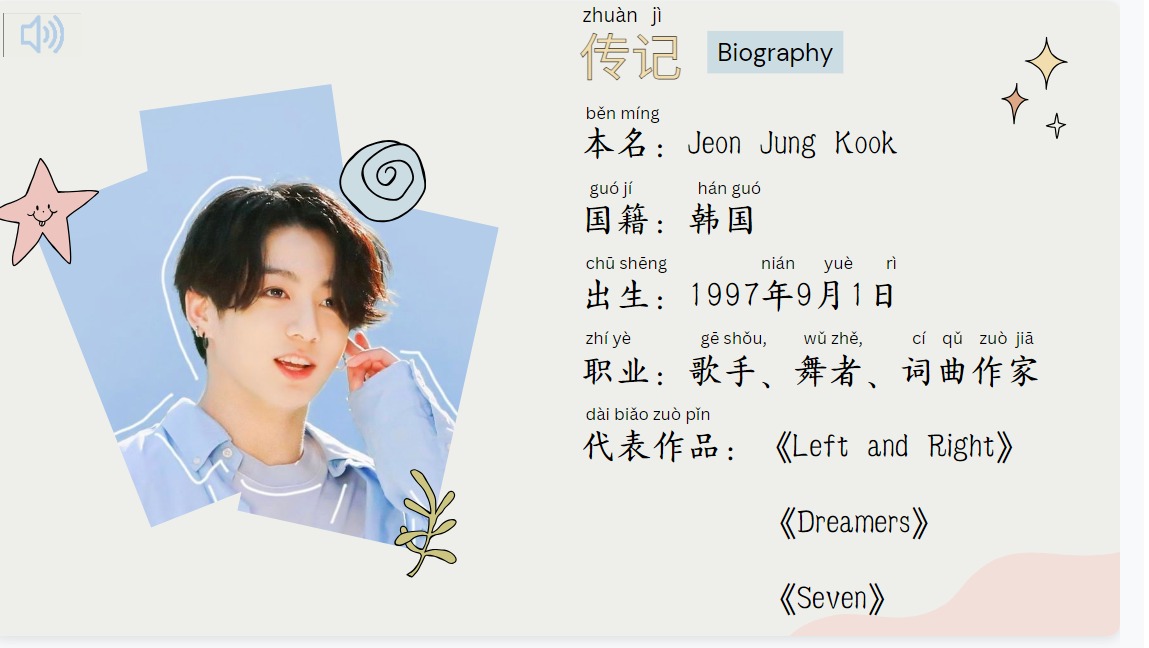 zhuàn jì
传记 Biography
běn míng
本名：Jeon Jung Kook
guó jí hán guó
国籍：韩国
chū shēng nián yuè rì
出生：1997年9月1日
zhí yè gē shǒu, wǔ zhě, cí qǔ zuò jiā
职业：歌手、舞者、词曲作家
dài biǎo zuò pǐn
代表作品：《Left and Right》
《Dreamers》
《Seven》